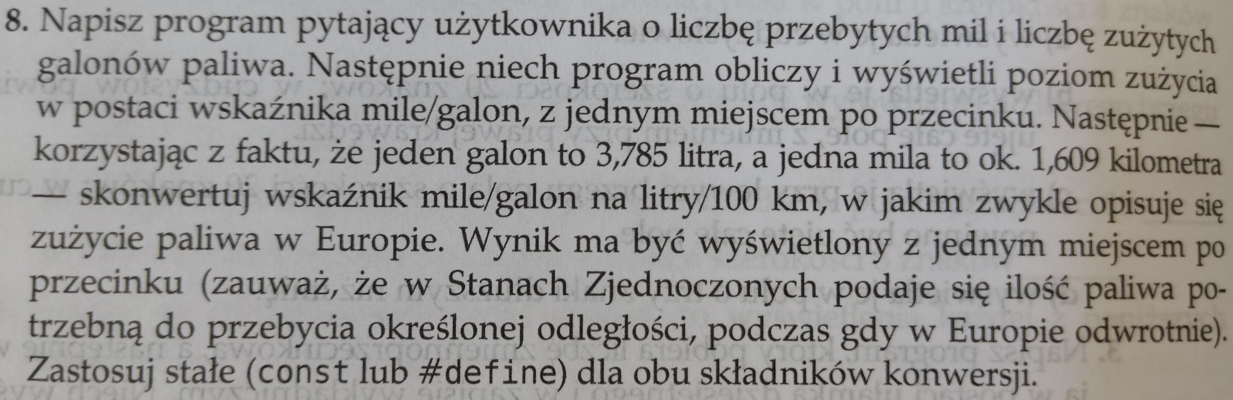 8. Napisz program pytający użytkownika o liczbę przebytych mil i liczbę zużytych
galonów paliwa. Następnie niech program obliczy i wyświetli poziom zużycia
w postaci wskaźnika mile/galon, z jednym miejscem po przecinku. Następnie —
korzystając z faktu, że jeden galon to 3,785 litra, a jedna mila to ok. 1,609 kilometra
— skonwertuj wskaźnik mile/galon na litry/100 km, w jakim zwykle opisuje się
zużycie paliwa w Europie. Wynik ma być wyświetlony z jednym miejscem po
przecinku (zauważ, że w Stanach Zjednoczonych podaje się ilość paliwa po-
trzebną do przebycia określonej odległości, podczas gdy w Europie odwrotnie).
Zastosuj stałe (const lub #define) dla obu składników konwersji.